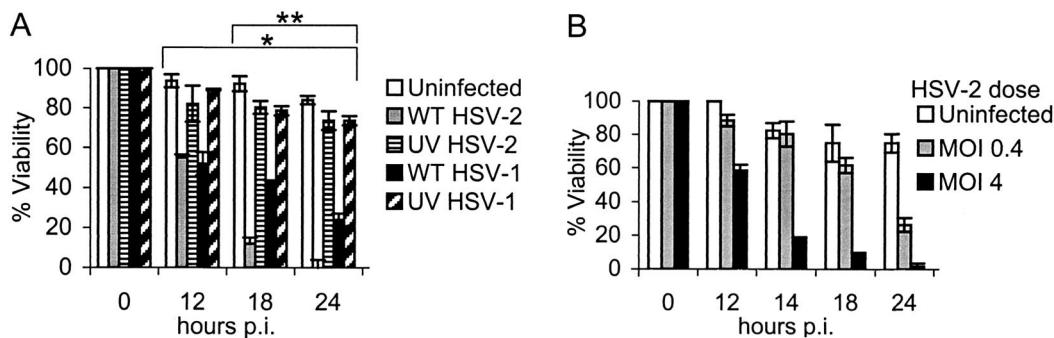 A
**
*
% Viability
100
80
60
40
20
0
0 12 18 24
hours p.i.
Uninfected
WT HSV-2
UV HSV-2
WT HSV-1
UV HSV-1
B
% Viability
100
80
60
40
20
0
0 12 14 18 24
hours p.i.
HSV-2 dose
Uninfected
MOI 0.4
MOI 4